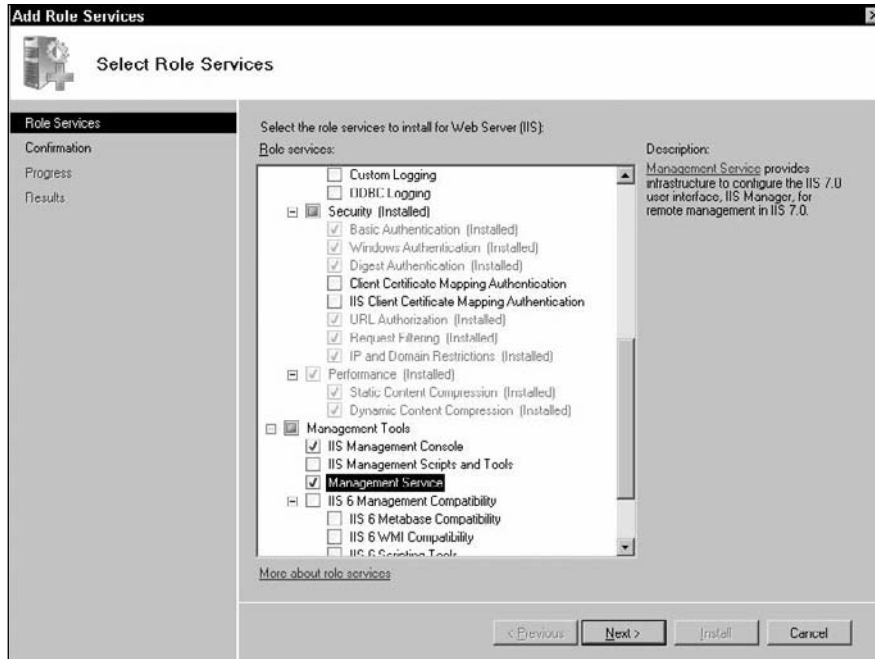 Add Role Services
Select Role Services
Role Services
Confirmation
Progress
Results
Select the role services to install for Web Server (IIS):
Role services:
Custom Logging
ODBC Logging
Security (Installed)
Basic Authentication (Installed)
Windows Authentication (Installed)
Digest Authentication (Installed)
Client Certificate Mapping Authentication
IIS Client Certificate Mapping Authentication
URL Authorization (Installed)
Request Filtering (Installed)
IP and Domain Restrictions (Installed)
Performance (Installed)
Static Content Compression (Installed)
Dynamic Content Compression (Installed)
Management Tools
IIS Management Console
IIS Management Scripts and Tools
Management Service
IIS 6 Management Compatibility
IIS 6 Metabase Compatibility
IIS 6 WMI Compatibility
IIS 6 Scripting Tools
More about role services
Description:
Management Service provides
infrastructure to configure the IIS 7.0
user interface, IIS Manager, for
remote management in IIS 7.0.
< Previous
Next >
Install
Cancel